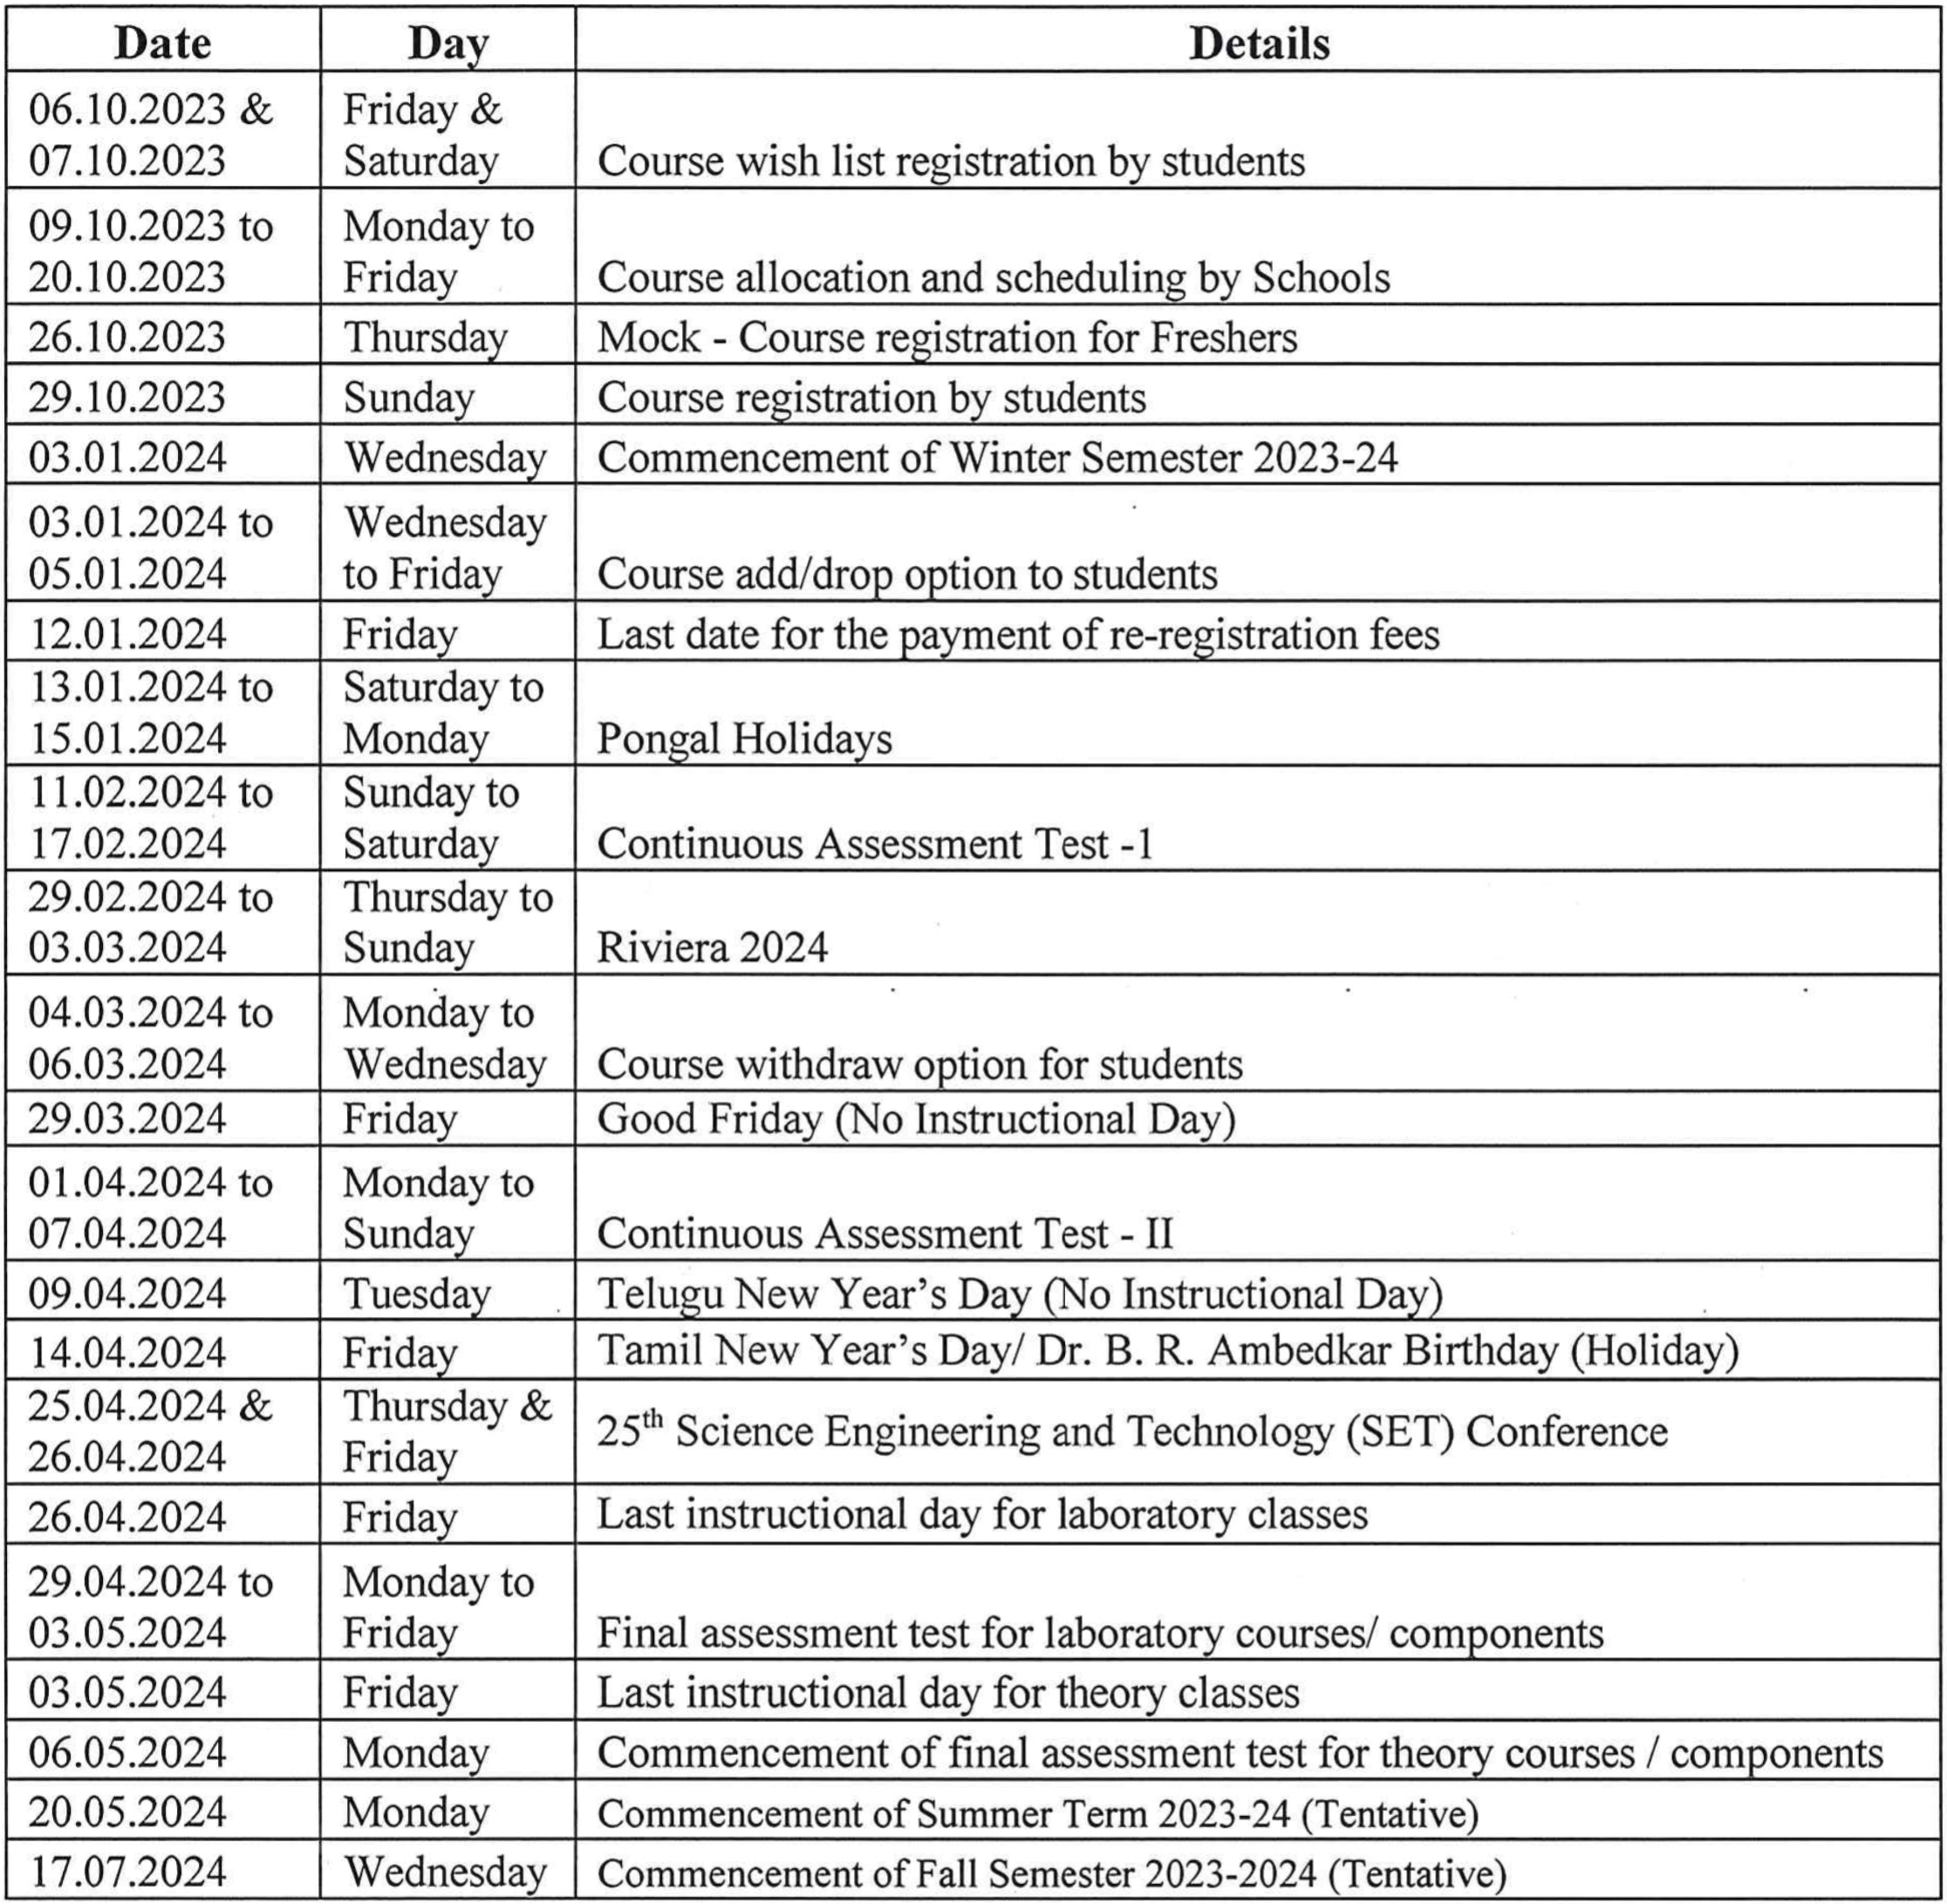 Date Day Details
06.10.2023 & Friday &
07.10.2023 Saturday Course wish list registration by students
09.10.2023 to Monday to
20.10.2023 Friday Course allocation and scheduling by Schools
26.10.2023 Thursday Mock - Course registration for Freshers
29.10.2023 Sunday Course registration by students
03.01.2024 Wednesday Commencement of Winter Semester 2023-24
03.01.2024 to Wednesday
05.01.2024 to Friday Course add/drop option to students
12.01.2024 Friday Last date for the payment of re-registration fees
13.01.2024 to Saturday to
15.01.2024 Monday Pongal Holidays
11.02.2024 to Sunday to
17.02.2024 Saturday Continuous Assessment Test -1
29.02.2024 to Thursday to
03.03.2024 Sunday Riviera 2024
04.03.2024 to Monday to
06.03.2024 Wednesday Course withdraw option for students
29.03.2024 Friday Good Friday (No Instructional Day)
01.04.2024 to Monday to
07.04.2024 Sunday Continuous Assessment Test - II
09.04.2024 Tuesday Telugu New Year’s Day (No Instructional Day)
14.04.2024 Friday Tamil New Year’s Day/ Dr. B. R. Ambedkar Birthday (Holiday)
25.04.2024 & Thursday & 25th Science Engineering and Technology (SET) Conference
26.04.2024 Friday
26.04.2024 Friday Last instructional day for laboratory classes
29.04.2024 to Monday to
03.05.2024 Friday Final assessment test for laboratory courses/ components
03.05.2024 Friday Last instructional day for theory classes
06.05.2024 Monday Commencement of final assessment test for theory courses / components
20.05.2024 Monday Commencement of Summer Term 2023-24 (Tentative)
17.07.2024 Wednesday Commencement of Fall Semester 2023-2024 (Tentative)